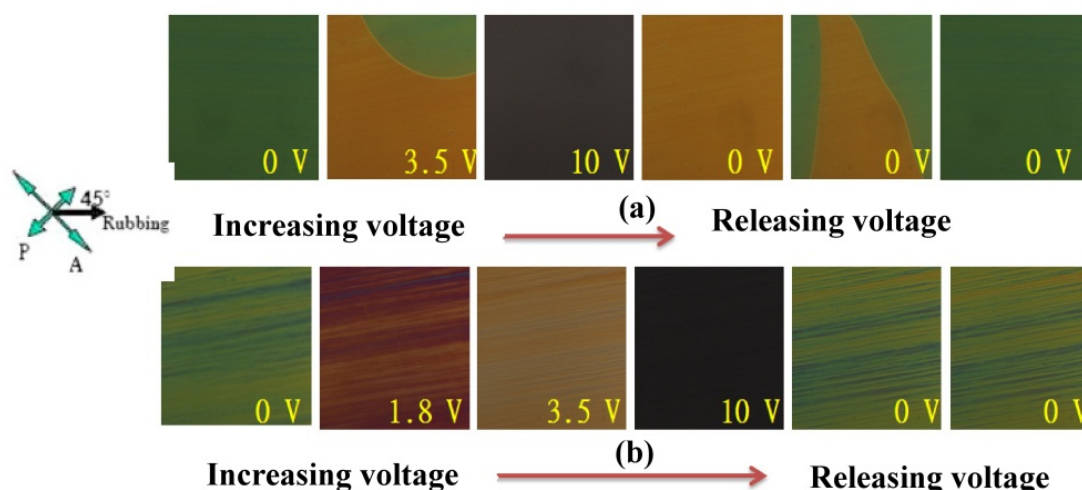 0 V 3.5 V 10 V 0 V 0 V 0 V
45°
Rubbing
P
A
Increasing voltage (a) Releasing voltage
0 V 1.8 V 3.5 V 10 V 0 V 0 V
Increasing voltage (b) Releasing voltage